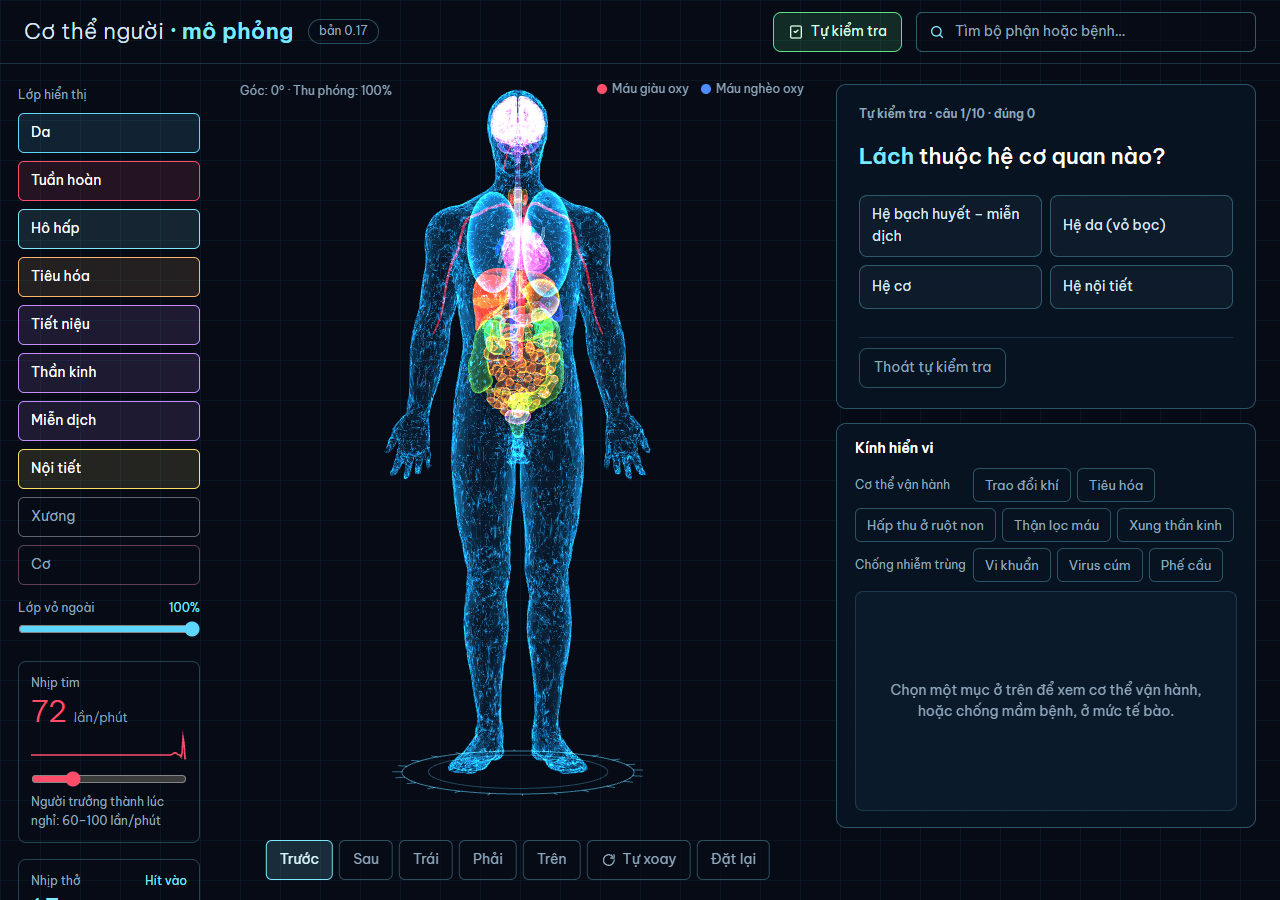 Cơ thể người · mô phỏng
bản 0.17
Tự kiểm tra
Tìm bộ phận hoặc bệnh...
Lớp hiển thị
Da
Tuần hoàn
Hô hấp
Tiêu hóa
Tiết niệu
Thần kinh
Miễn dịch
Nội tiết
Xương
Cơ
Lớp vỏ ngoài 100%
Nhịp tim
72 lần/phút
Người trưởng thành lúc
nghỉ: 60–100 lần/phút
Nhịp thở Hít vào
Góc: 0° · Thu phóng: 100%
Máu giàu oxy Máu nghèo oxy
Trước
Sau
Trái
Phải
Trên
Tự xoay
Đặt lại
Tự kiểm tra · câu 1/10 · đúng 0
Lách thuộc hệ cơ quan nào?
Hệ bạch huyết – miễn
dịch
Hệ da (vỏ bọc)
Hệ cơ
Hệ nội tiết
Thoát tự kiểm tra
Kính hiển vi
Cơ thể vận hành
Trao đổi khí
Tiêu hóa
Hấp thu ở ruột non
Thận lọc máu
Xung thần kinh
Chống nhiễm trùng
Vi khuẩn
Virus cúm
Phế cầu
Chọn một mục ở trên để xem cơ thể vận hành,
hoặc chống mầm bệnh, ở mức tế bào.